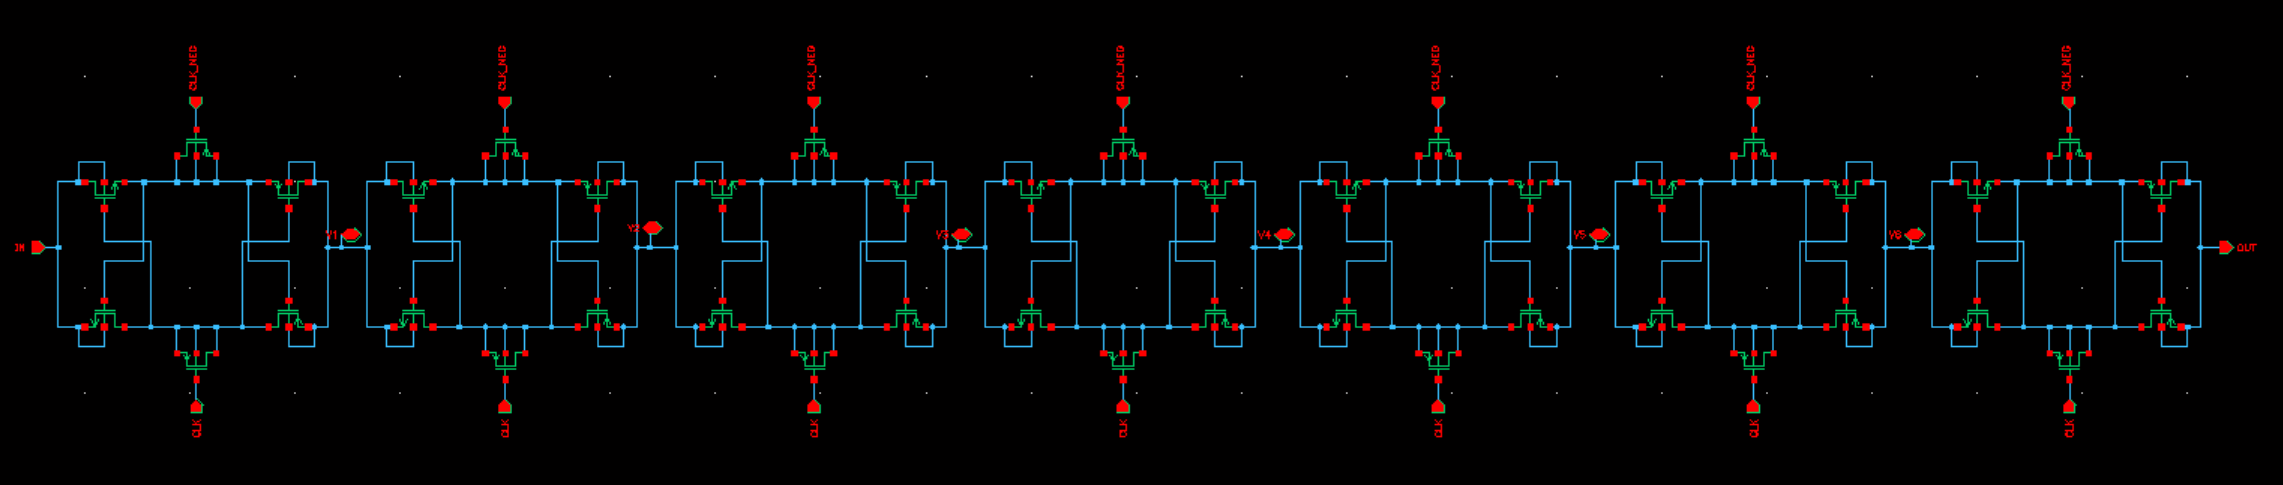 CLK_NEG CLK_NEG CLK_NEG CLK_NEG CLK_NEG CLK_NEG CLK_NEG
IN V1 V2 V3 V4 V5 V6 OUT
CLK CLK CLK CLK CLK CLK CLK